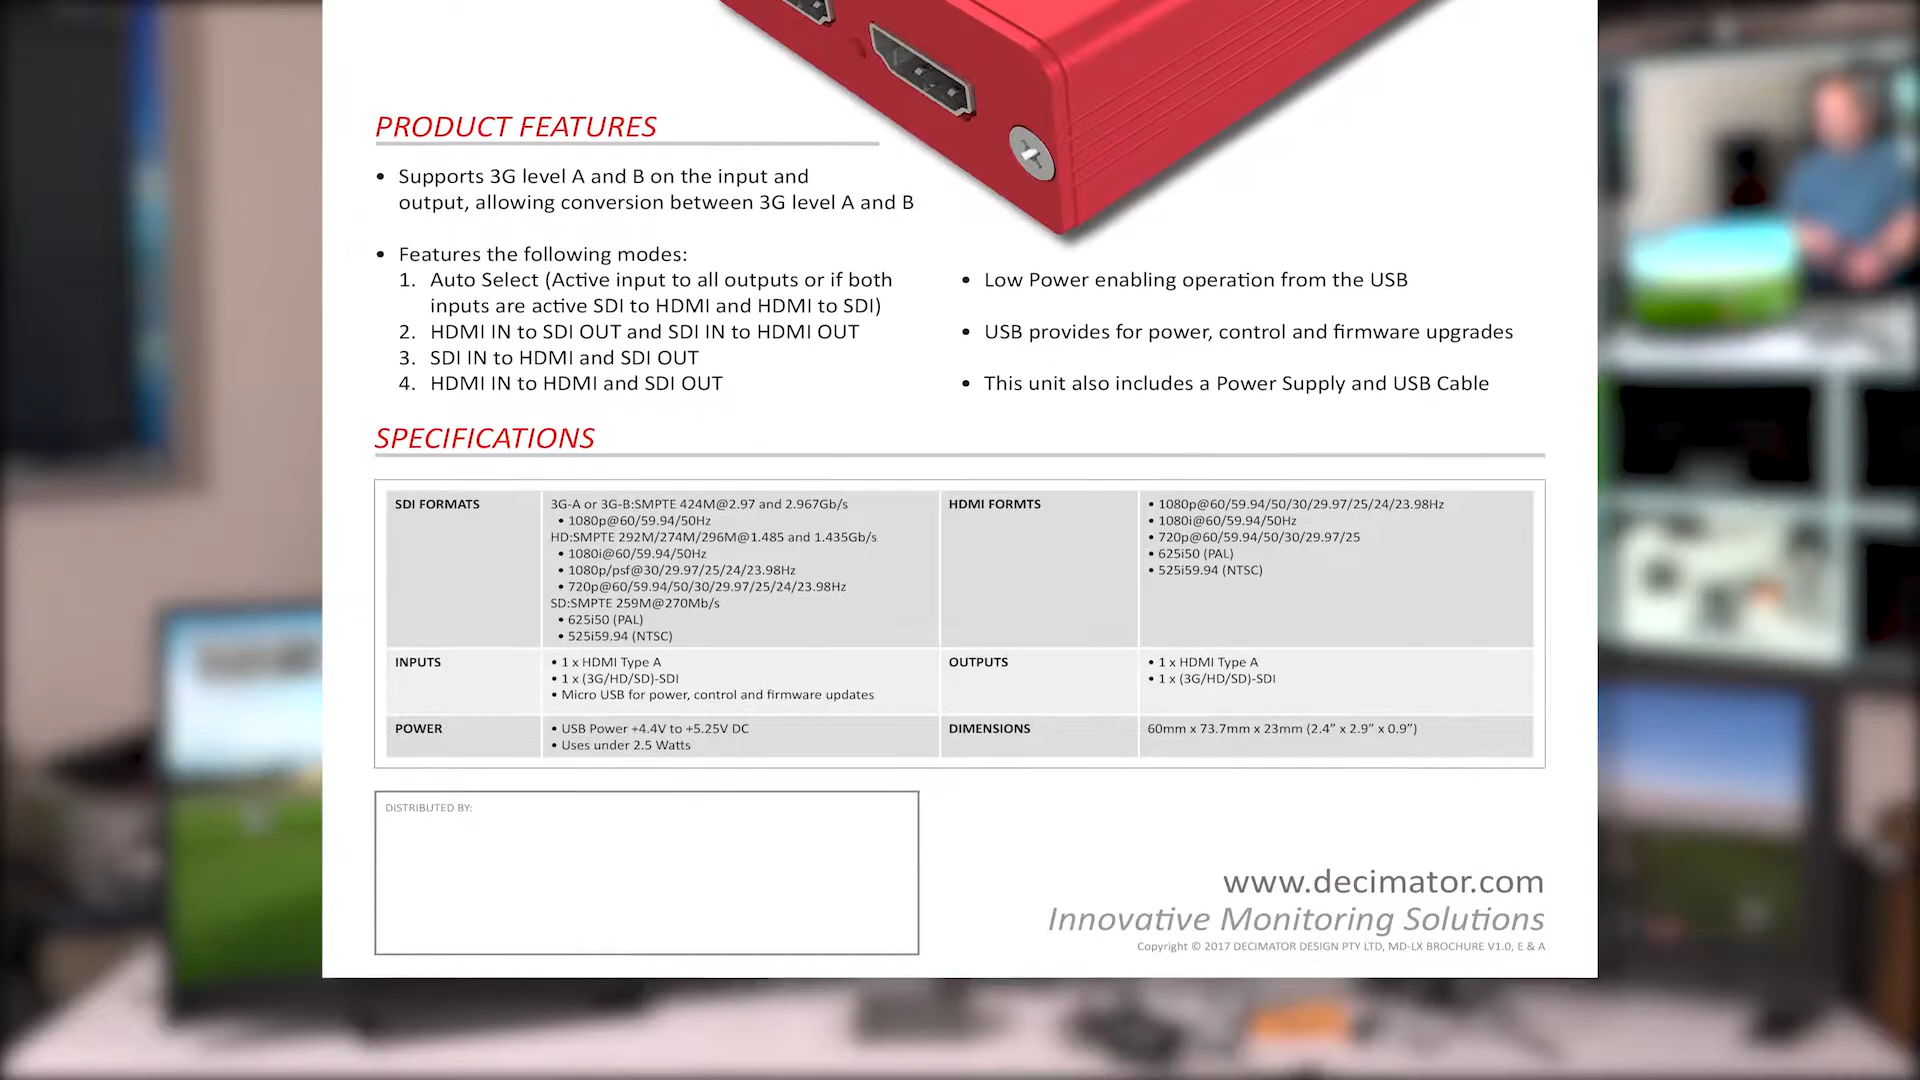 PRODUCT FEATURES
• Supports 3G level A and B on the input and
output, allowing conversion between 3G level A and B
• Features the following modes:
1. Auto Select (Active input to all outputs or if both
inputs are active SDI to HDMI and HDMI to SDI)
2. HDMI IN to SDI OUT and SDI IN to HDMI OUT
3. SDI IN to HDMI and SDI OUT
4. HDMI IN to HDMI and SDI OUT
• Low Power enabling operation from the USB
• USB provides for power, control and firmware upgrades
• This unit also includes a Power Supply and USB Cable
SPECIFICATIONS
SDI FORMATS
3G-A or 3G-B:SMPTE 424M@2.97 and 2.967Gb/s
• 1080p@60/59.94/50Hz
HD:SMPTE 292M/274M/296M@1.485 and 1.435Gb/s
• 1080i@60/59.94/50Hz
• 1080p/psf@30/29.97/25/24/23.98Hz
• 720p@60/59.94/50/30/29.97/25/24/23.98Hz
SD:SMPTE 259M@270Mb/s
• 625i50 (PAL)
• 525i59.94 (NTSC)
HDMI FORMTS
• 1080p@60/59.94/50/30/29.97/25/24/23.98Hz
• 1080i@60/59.94/50Hz
• 720p@60/59.94/50/30/29.97/25
• 625i50 (PAL)
• 525i59.94 (NTSC)
INPUTS
• 1 x HDMI Type A
• 1 x (3G/HD/SD)-SDI
• Micro USB for power, control and firmware updates
OUTPUTS
• 1 x HDMI Type A
• 1 x (3G/HD/SD)-SDI
POWER
• USB Power +4.4V to +5.25V DC
• Uses under 2.5 Watts
DIMENSIONS
60mm x 73.7mm x 23mm (2.4” x 2.9” x 0.9”)
DISTRIBUTED BY:
www.decimator.com
Innovative Monitoring Solutions
Copyright © 2017 DECIMATOR DESIGN PTY LTD, MD-LX BROCHURE V1.0, E & A